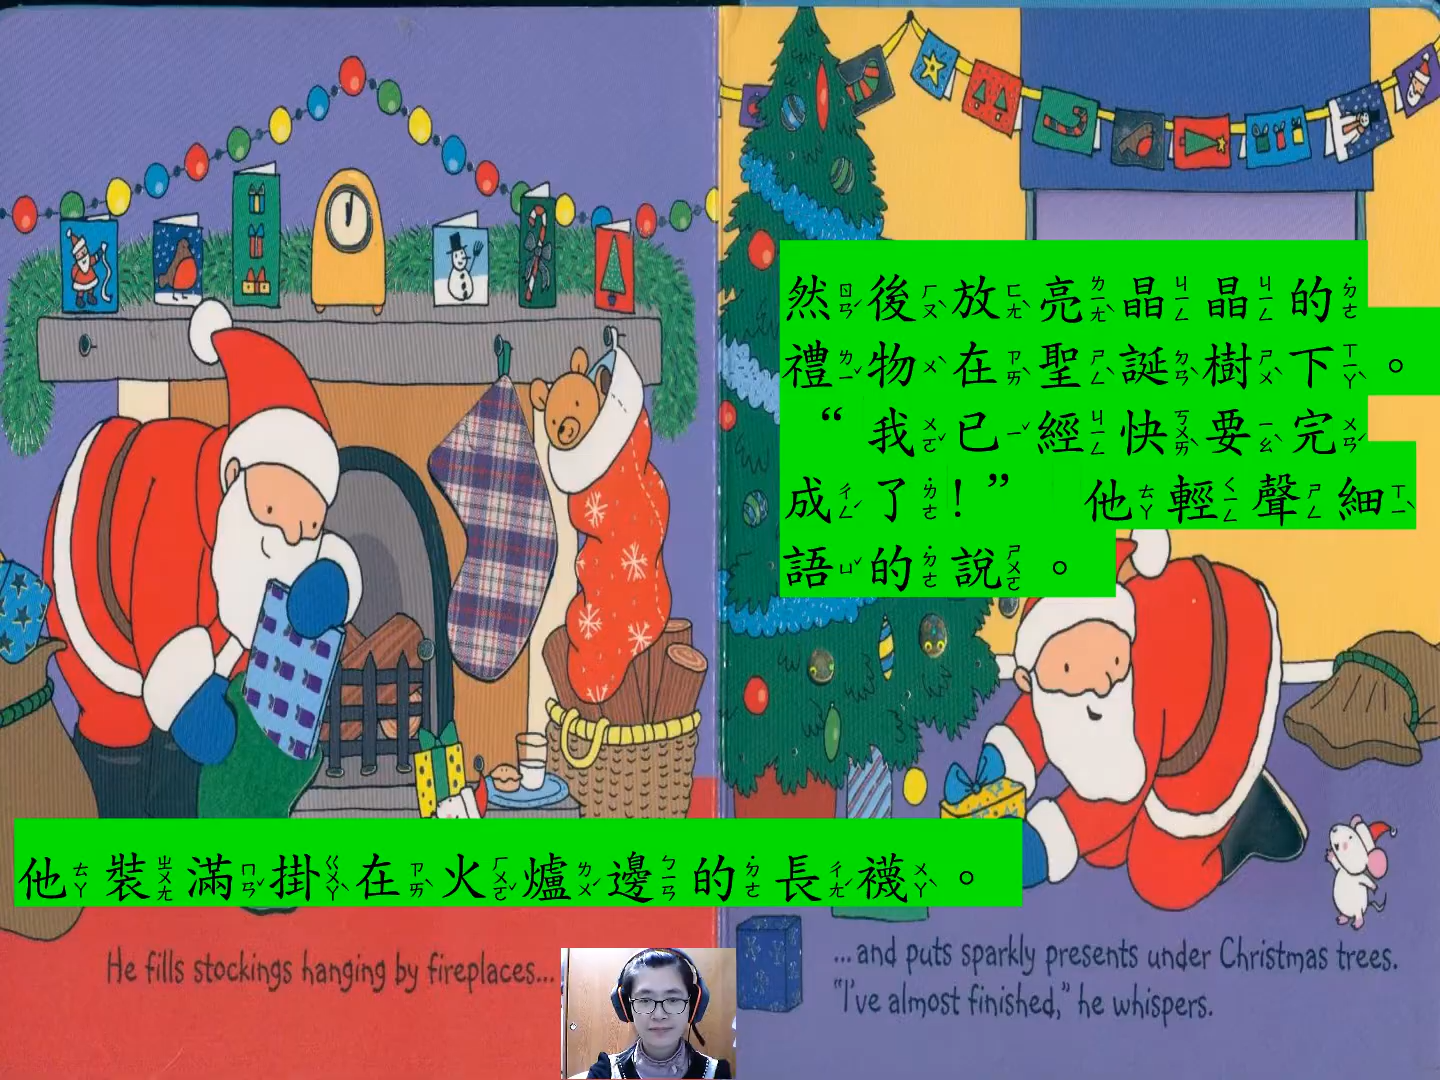 他裝滿掛在火爐邊的長襪。
He fills stockings hanging by fireplaces...
然後放亮晶晶的
禮物在聖誕樹下。
“我已經快要完
成了!” 他輕聲細
語的說。
...and puts sparkly presents under Christmas trees.
“I’ve almost finished,” he whispers.